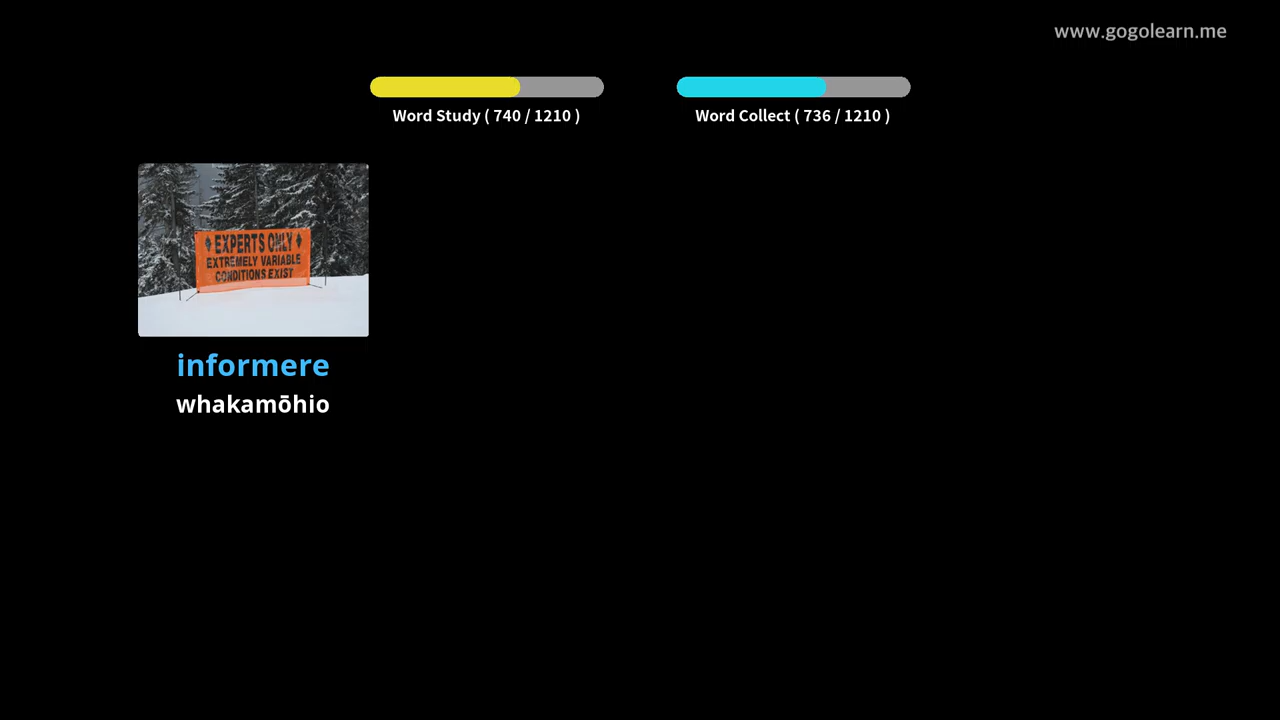 www.gogolearn.me
Word Study ( 740 / 1210 )
Word Collect ( 736 / 1210 )
EXPERTS ONLY
EXTREMELY VARIABLE
CONDITIONS EXIST
informere
whakamōhio